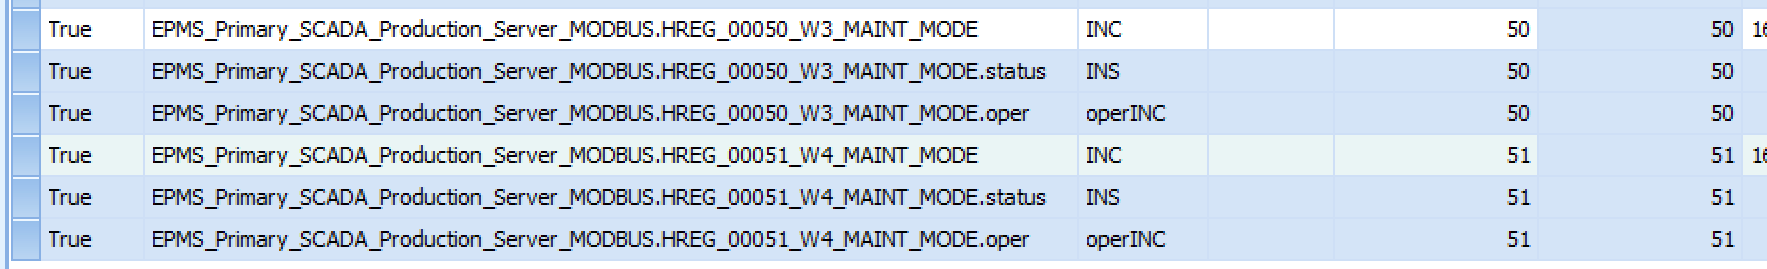 True EPMS_Primary_SCADA_Production_Server_MODBUS.HREG_00050_W3_MAINT_MODE INC 50 50
True EPMS_Primary_SCADA_Production_Server_MODBUS.HREG_00050_W3_MAINT_MODE.status INS 50 50
True EPMS_Primary_SCADA_Production_Server_MODBUS.HREG_00050_W3_MAINT_MODE.oper operINC 50 50
True EPMS_Primary_SCADA_Production_Server_MODBUS.HREG_00051_W4_MAINT_MODE INC 51 51
True EPMS_Primary_SCADA_Production_Server_MODBUS.HREG_00051_W4_MAINT_MODE.status INS 51 51
True EPMS_Primary_SCADA_Production_Server_MODBUS.HREG_00051_W4_MAINT_MODE.oper operINC 51 51